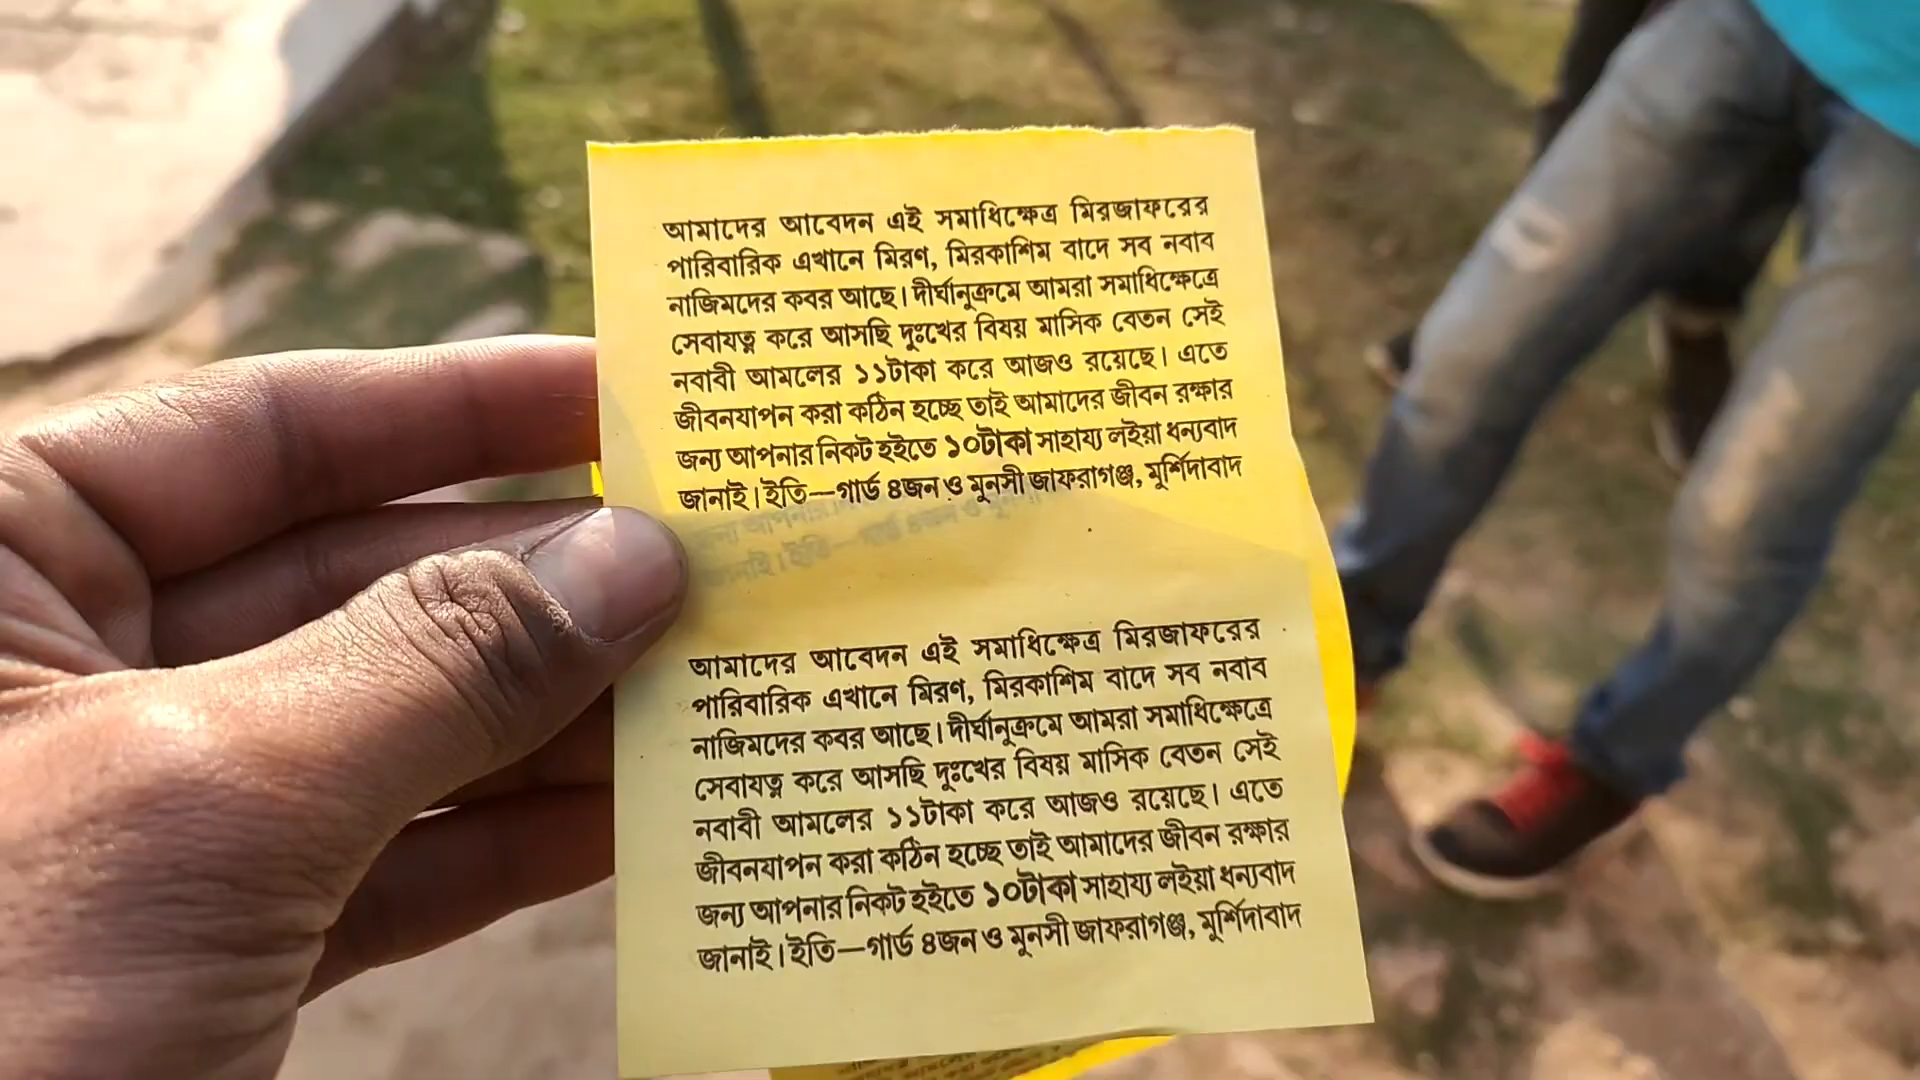 আমাদের আবেদন এই সমাধিক্ষেত্র মিরজাফরের
পারিবারিক এখানে মিরণ, মিরকাশিম বাদে সব নবাব
নাজিমদের কবর আছে। দীর্ঘানুক্রমে আমরা সমাধিক্ষেত্রে
সেবাযত্ন করে আসছি দুঃখের বিষয় মাসিক বেতন সেই
নবাবী আমলের ১১টাকা করে আজও রয়েছে। এতে
জীবনযাপন করা কঠিন হচ্ছে তাই আমাদের জীবন রক্ষার
জন্য আপনার নিকট হইতে ১০টাকা সাহায্য লইয়া ধন্যবাদ
জানাই। ইতি—গার্ড ৪জন ও মুনসী জাফরাগঞ্জ, মুর্শিদাবাদ
আমাদের আবেদন এই সমাধিক্ষেত্র মিরজাফরের
পারিবারিক এখানে মিরণ, মিরকাশিম বাদে সব নবাব
নাজিমদের কবর আছে। দীর্ঘানুক্রমে আমরা সমাধিক্ষেত্রে
সেবাযত্ন করে আসছি দুঃখের বিষয় মাসিক বেতন সেই
নবাবী আমলের ১১টাকা করে আজও রয়েছে। এতে
জীবনযাপন করা কঠিন হচ্ছে তাই আমাদের জীবন রক্ষার
জন্য আপনার নিকট হইতে ১০টাকা সাহায্য লইয়া ধন্যবাদ
জানাই। ইতি—গার্ড ৪জন ও মুনসী জাফরাগঞ্জ, মুর্শিদাবাদ